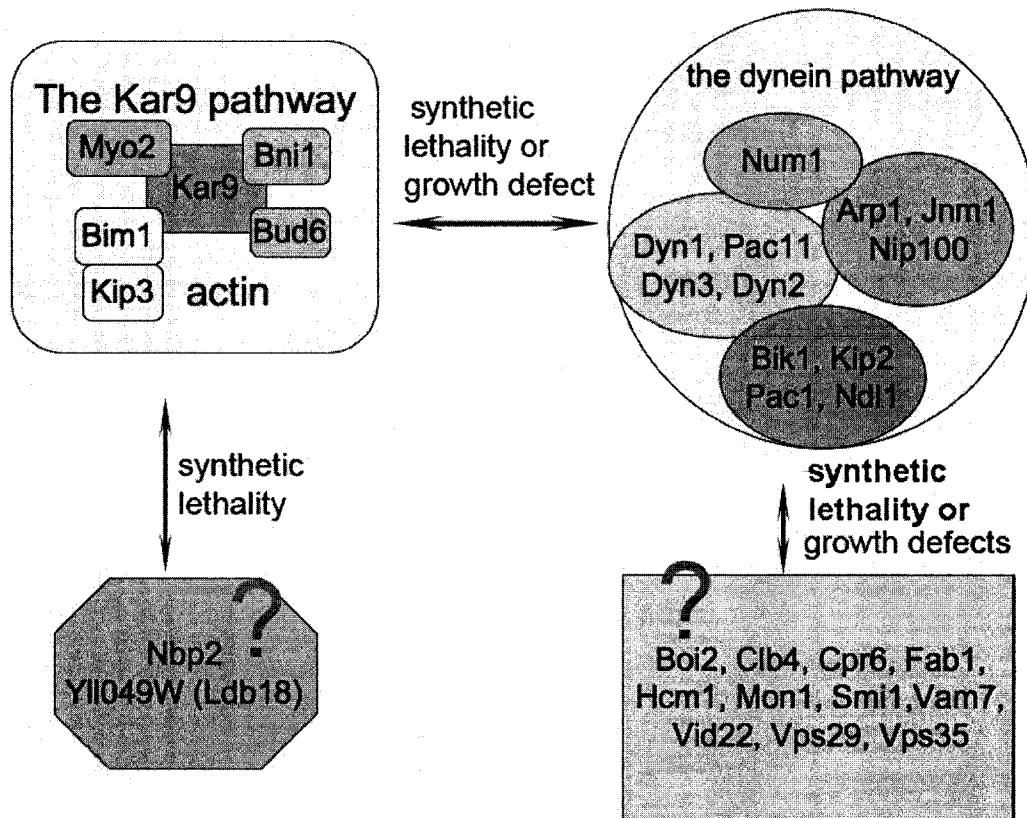 The Kar9 pathway
Myo2
Bni1
Kar9
Bim1
Bud6
Kip3
actin
synthetic
lethality or
growth defect
the dynein pathway
Num1
Arp1, Jnm1
Nip100
Dyn1, Pac11
Dyn3, Dyn2
Bik1, Kip2
Pac1, Ndl1
synthetic
lethality
synthetic
lethality or
growth defects
?
Nbp2
Yll049W (Ldb18)
?
Boi2, Clb4, Cpr6, Fab1,
Hcm1, Mon1, Smi1,Vam7,
Vid22, Vps29, Vps35